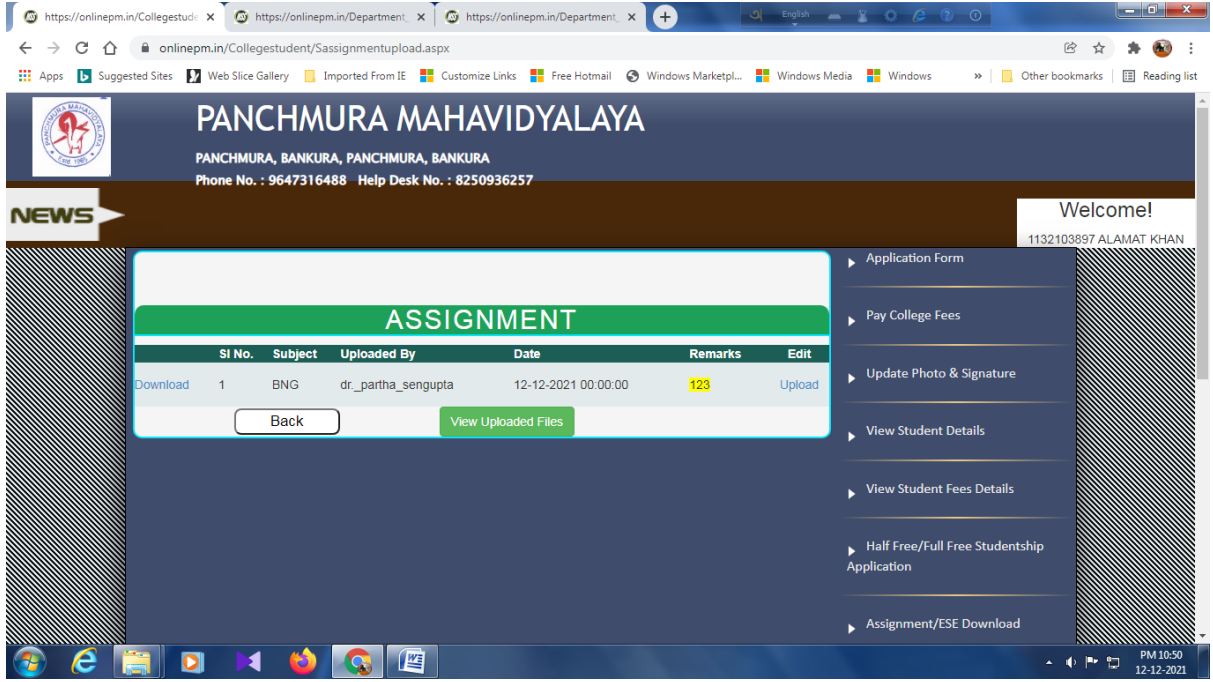 https://onlinepm.in/Collegestude
https://onlinepm.in/Department_
https://onlinepm.in/Department_
English
onlinepm.in/Collegestudent/Sassignmentupload.aspx
Apps Suggested Sites Web Slice Gallery Imported From IE Customize Links Free Hotmail Windows Marketpl... Windows Media Windows » Other bookmarks Reading list
PANCHMURA MAHAVIDYALAYA
PANCHMURA, BANKURA, PANCHMURA, BANKURA
Phone No. : 9647316488 Help Desk No. : 8250936257
NEWS
Welcome!
1132103897 ALAMAT KHAN
ASSIGNMENT
Sl No. Subject Uploaded By Date Remarks Edit
Download 1 BNG dr._partha_sengupta 12-12-2021 00:00:00 123 Upload
Back View Uploaded Files
Application Form
Pay College Fees
Update Photo & Signature
View Student Details
View Student Fees Details
Half Free/Full Free Studentship
Application
Assignment/ESE Download
PM 10:50
12-12-2021